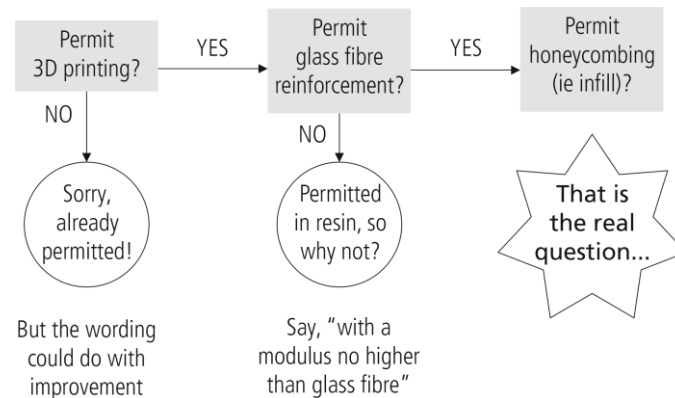 Permit
3D printing?
YES
Permit
glass fibre
reinforcement?
YES
Permit
honeycombing
(ie infill)?
NO
NO
Sorry,
already
permitted!
Permitted
in resin, so
why not?
That is
the real
question...
But the wording
could do with
improvement
Say, “with a
modulus no higher
than glass fibre”